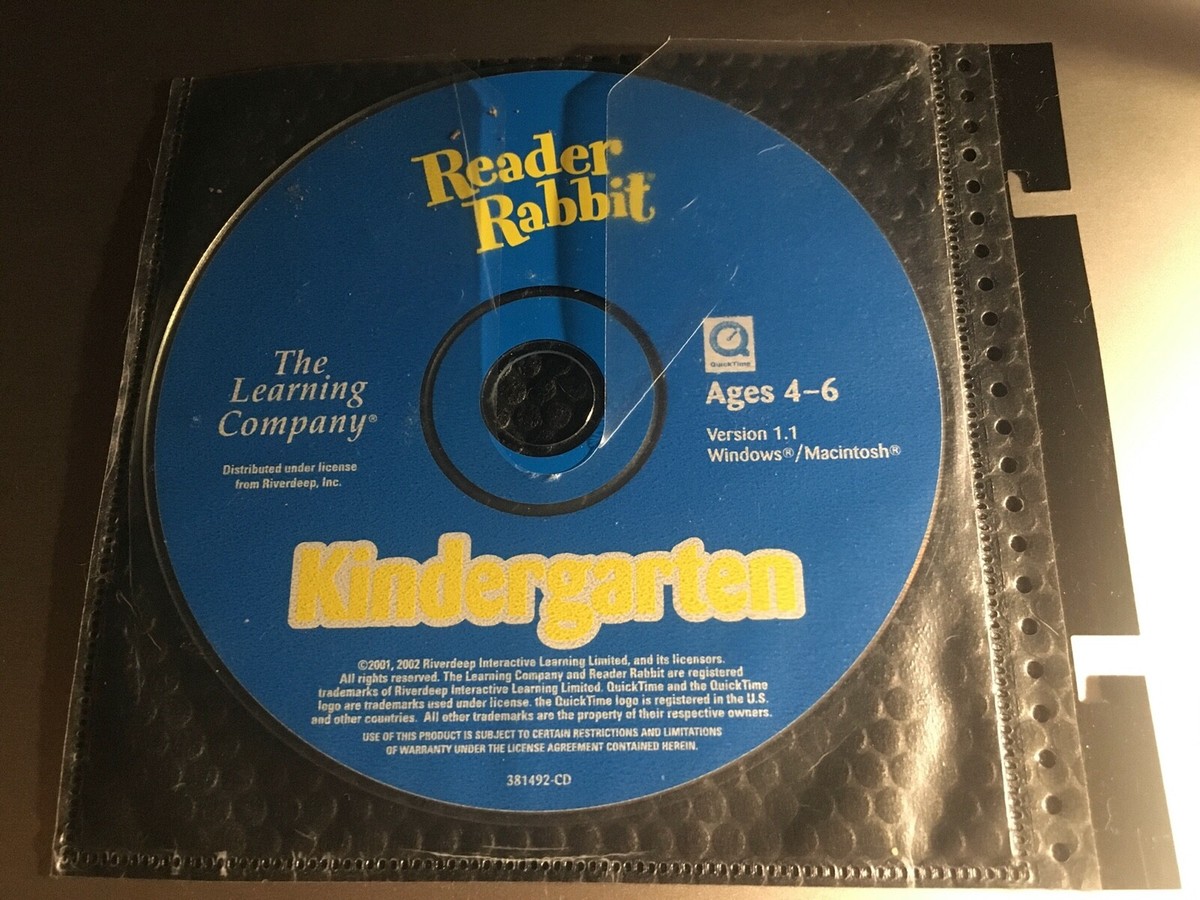 Reader
Rabbit
The
Learning
Company®
Distributed under license
from Riverdeep, Inc.
QuickTime
Ages 4–6
Version 1.1
Windows®/Macintosh®
Kindergarten
©2001, 2002 Riverdeep Interactive Learning Limited, and its licensors.
All rights reserved. The Learning Company and Reader Rabbit are registered
trademarks of Riverdeep Interactive Learning Limited. QuickTime and the QuickTime
logo are trademarks used under license. the QuickTime logo is registered in the U.S.
and other countries. All other trademarks are the property of their respective owners.
USE OF THIS PRODUCT IS SUBJECT TO CERTAIN RESTRICTIONS AND LIMITATIONS
OF WARRANTY UNDER THE LICENSE AGREEMENT CONTAINED HEREIN.
381492-CD